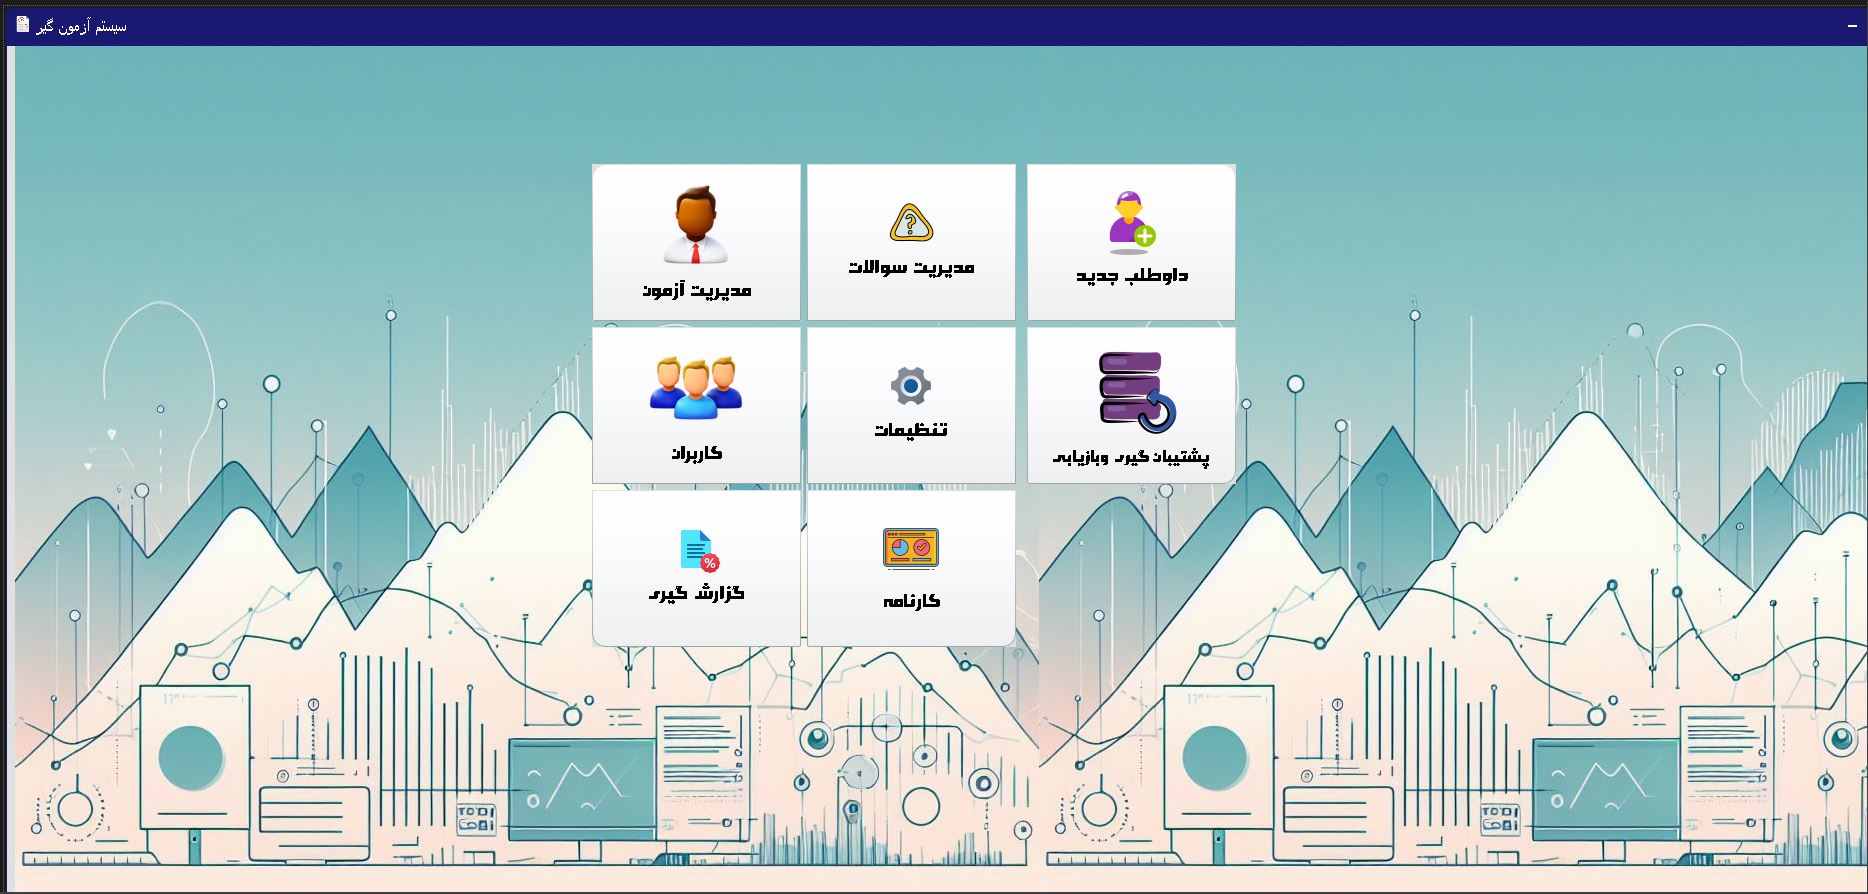 سیستم آزمون گیر
داوطلب جدید
مدیریت سوالات
مدیریت آزمون
پشتیبان گیری وبازیابی
تنظیمات
کاربران
کارنامه
گزارش گیری